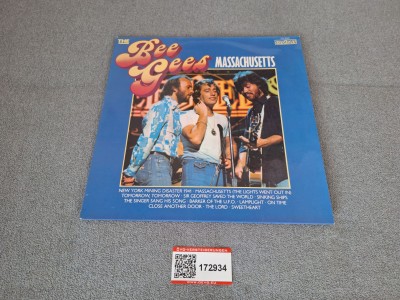 THE
Bee
Gees
MASSACHUSETTS
NEW YORK MINING DISASTER 1941 · MASSACHUSETTS (THE LIGHTS WENT OUT IN)
TOMORROW, TOMORROW · SIR GEOFFREY SAVED THE WORLD · SINKING SHIPS
THE SINGER SANG HIS SONG · BARKER OF THE U.F.O. · LAMPLIGHT · ON TIME
CLOSE ANOTHER DOOR · THE LORD · SWEETHEART
172934